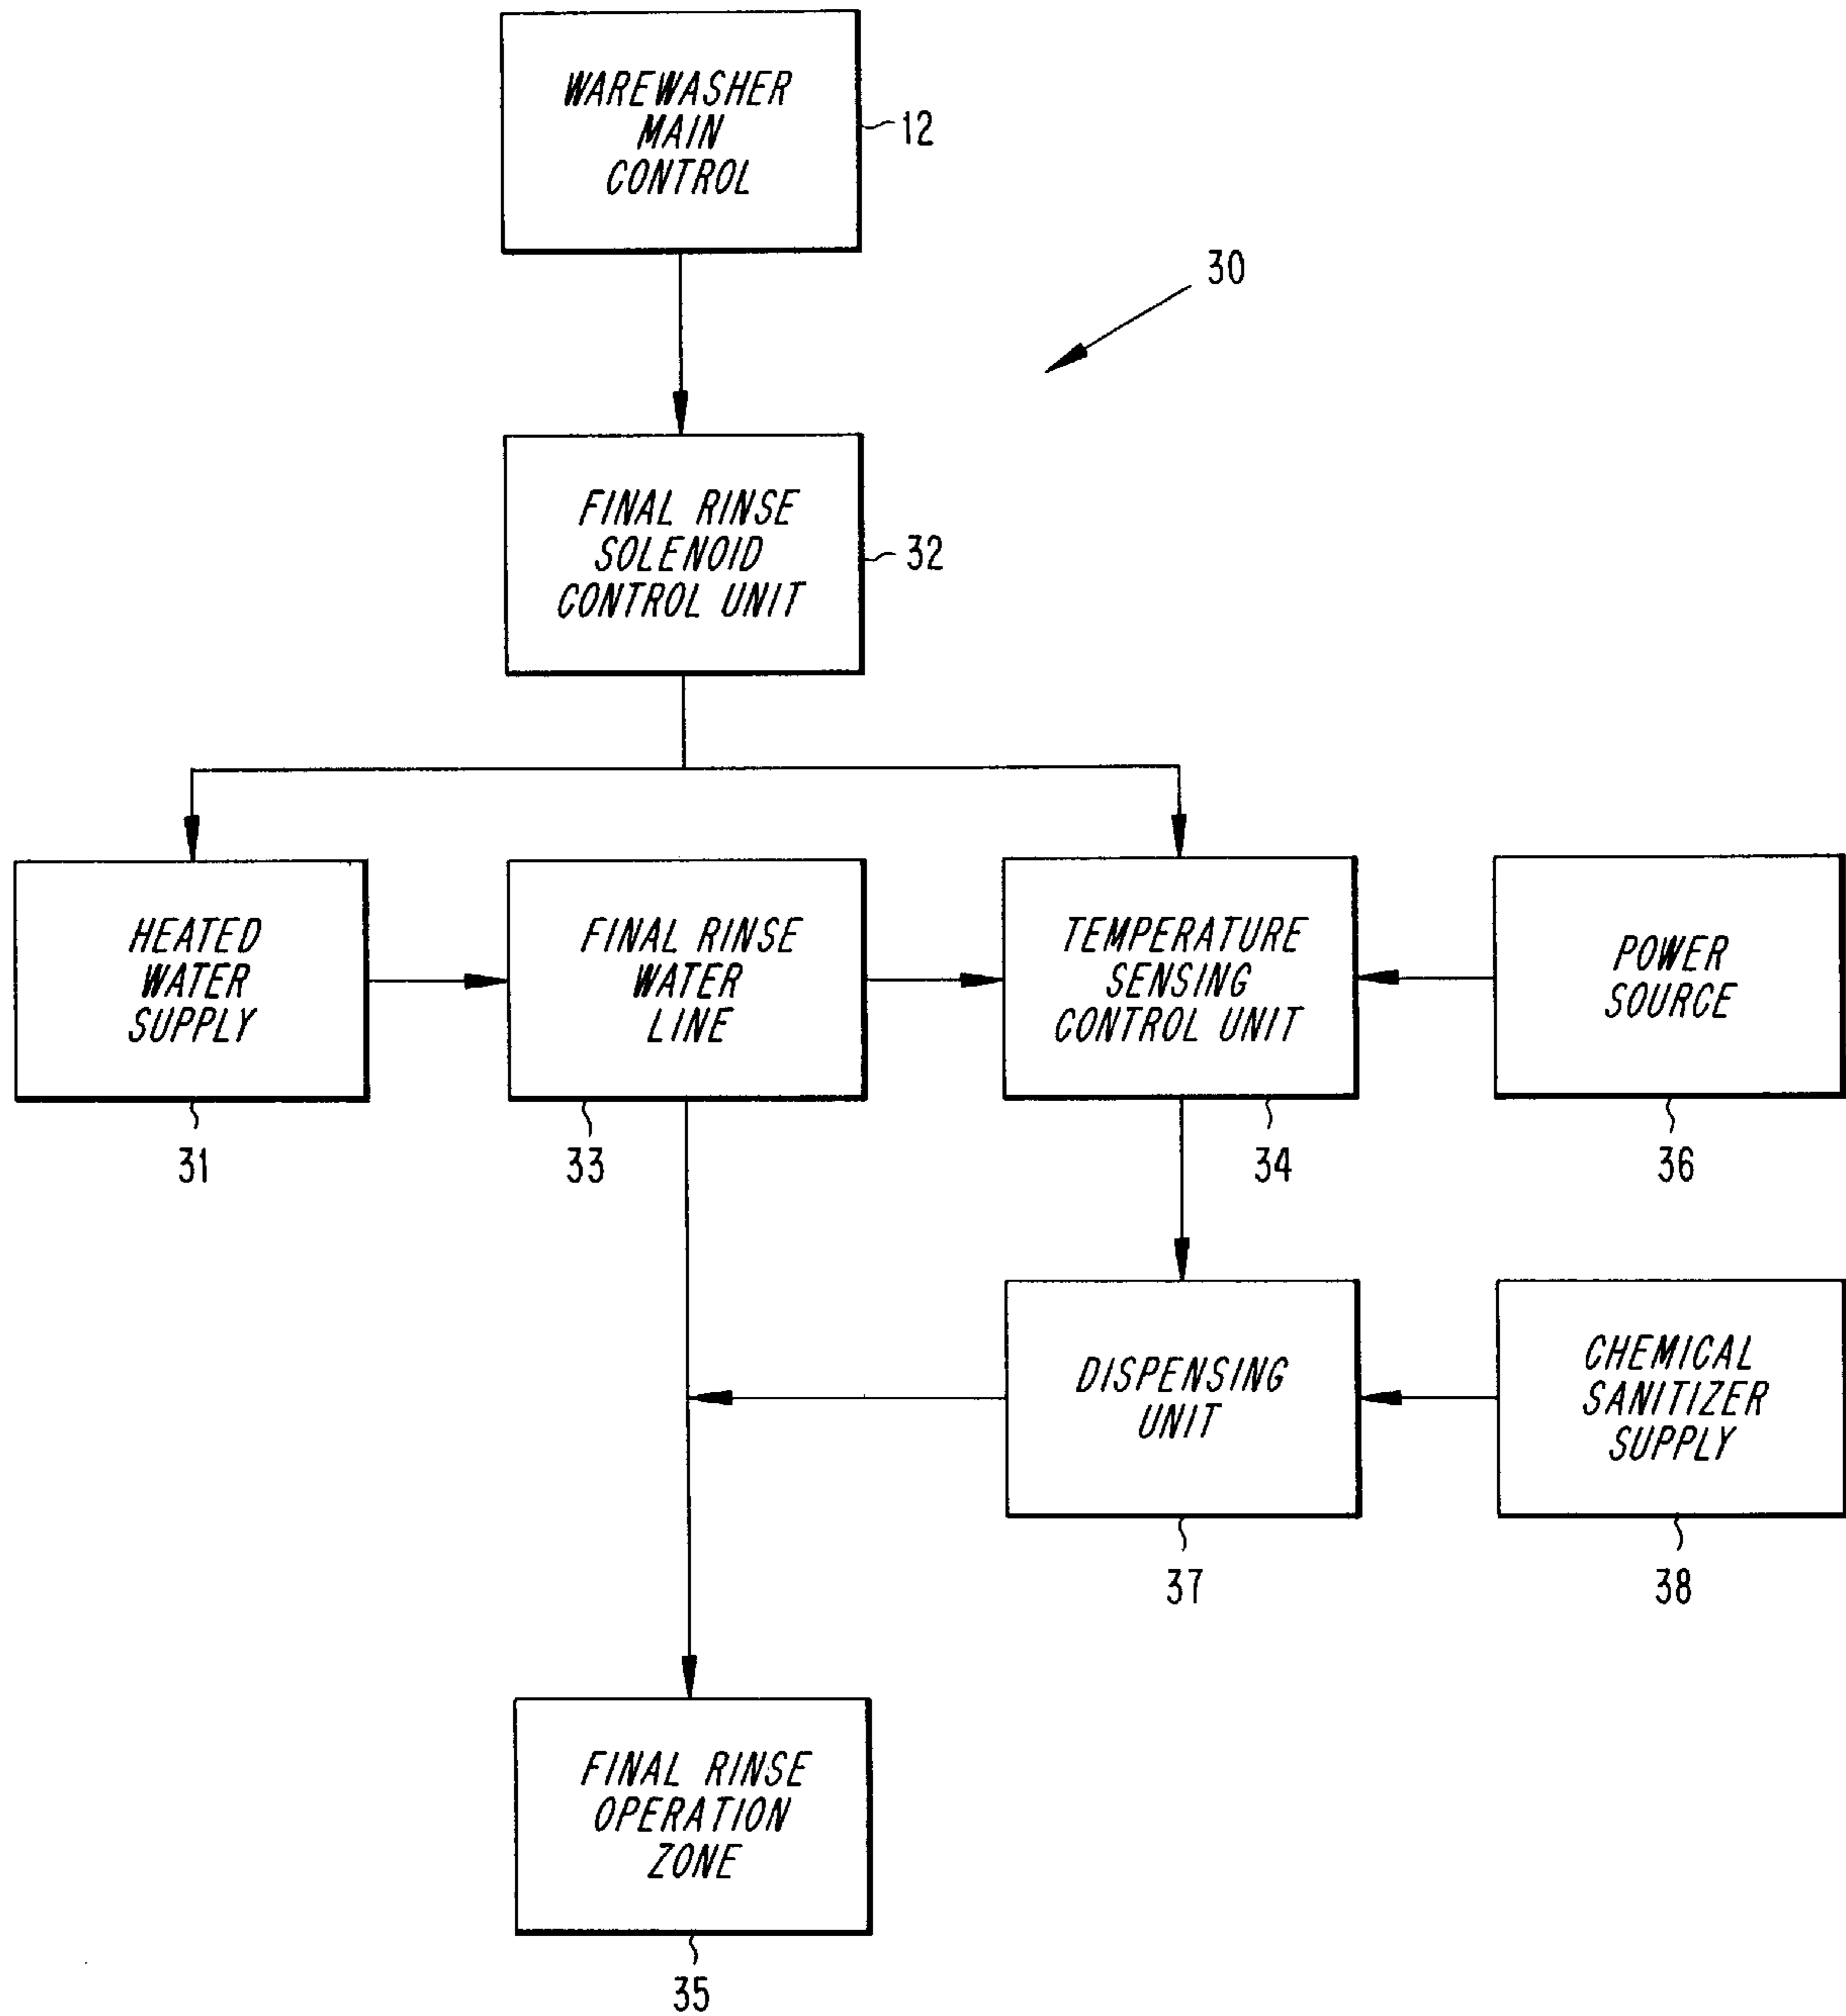 WAREWASHER
MAIN
CONTROL
12
30
FINAL RINSE
SOLENOID
CONTROL UNIT
32
HEATED
WATER
SUPPLY
31
FINAL RINSE
WATER
LINE
33
TEMPERATURE
SENSING
CONTROL UNIT
34
POWER
SOURCE
36
DISPENSING
UNIT
37
CHEMICAL
SANITIZER
SUPPLY
38
FINAL RINSE
OPERATION
ZONE
35